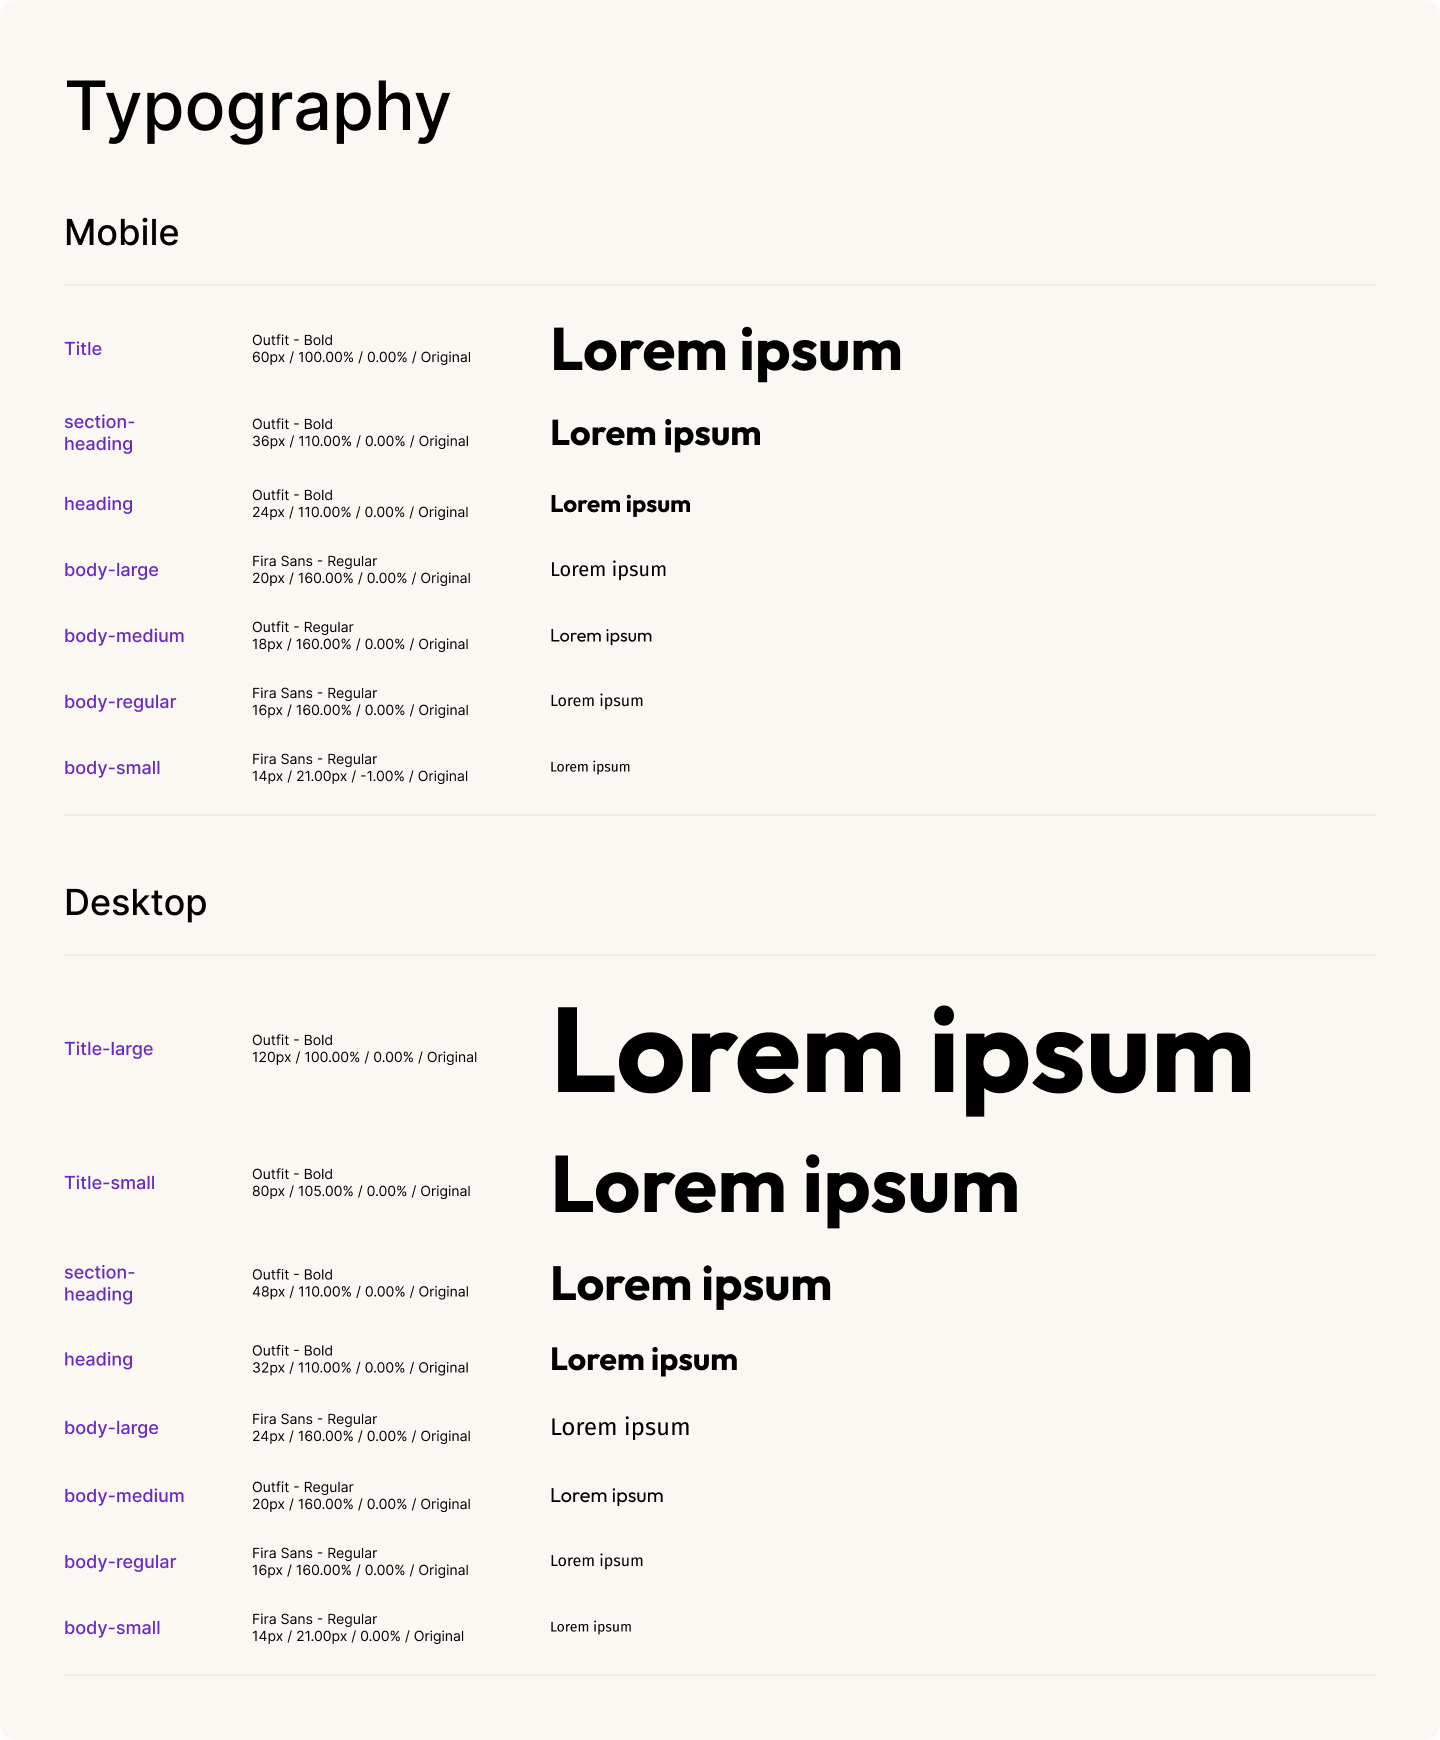 Typography
Mobile
Title
Outfit - Bold
60px / 100.00% / 0.00% / Original
Lorem ipsum
section-
heading
Outfit - Bold
36px / 110.00% / 0.00% / Original
Lorem ipsum
heading
Outfit - Bold
24px / 110.00% / 0.00% / Original
Lorem ipsum
body-large
Fira Sans - Regular
20px / 160.00% / 0.00% / Original
Lorem ipsum
body-medium
Outfit - Regular
18px / 160.00% / 0.00% / Original
Lorem ipsum
body-regular
Fira Sans - Regular
16px / 160.00% / 0.00% / Original
Lorem ipsum
body-small
Fira Sans - Regular
14px / 21.00px / -1.00% / Original
Lorem ipsum
Desktop
Title-large
Outfit - Bold
120px / 100.00% / 0.00% / Original
Lorem ipsum
Title-small
Outfit - Bold
80px / 105.00% / 0.00% / Original
Lorem ipsum
section-
heading
Outfit - Bold
48px / 110.00% / 0.00% / Original
Lorem ipsum
heading
Outfit - Bold
32px / 110.00% / 0.00% / Original
Lorem ipsum
body-large
Fira Sans - Regular
24px / 160.00% / 0.00% / Original
Lorem ipsum
body-medium
Outfit - Regular
20px / 160.00% / 0.00% / Original
Lorem ipsum
body-regular
Fira Sans - Regular
16px / 160.00% / 0.00% / Original
Lorem ipsum
body-small
Fira Sans - Regular
14px / 21.00px / 0.00% / Original
Lorem ipsum